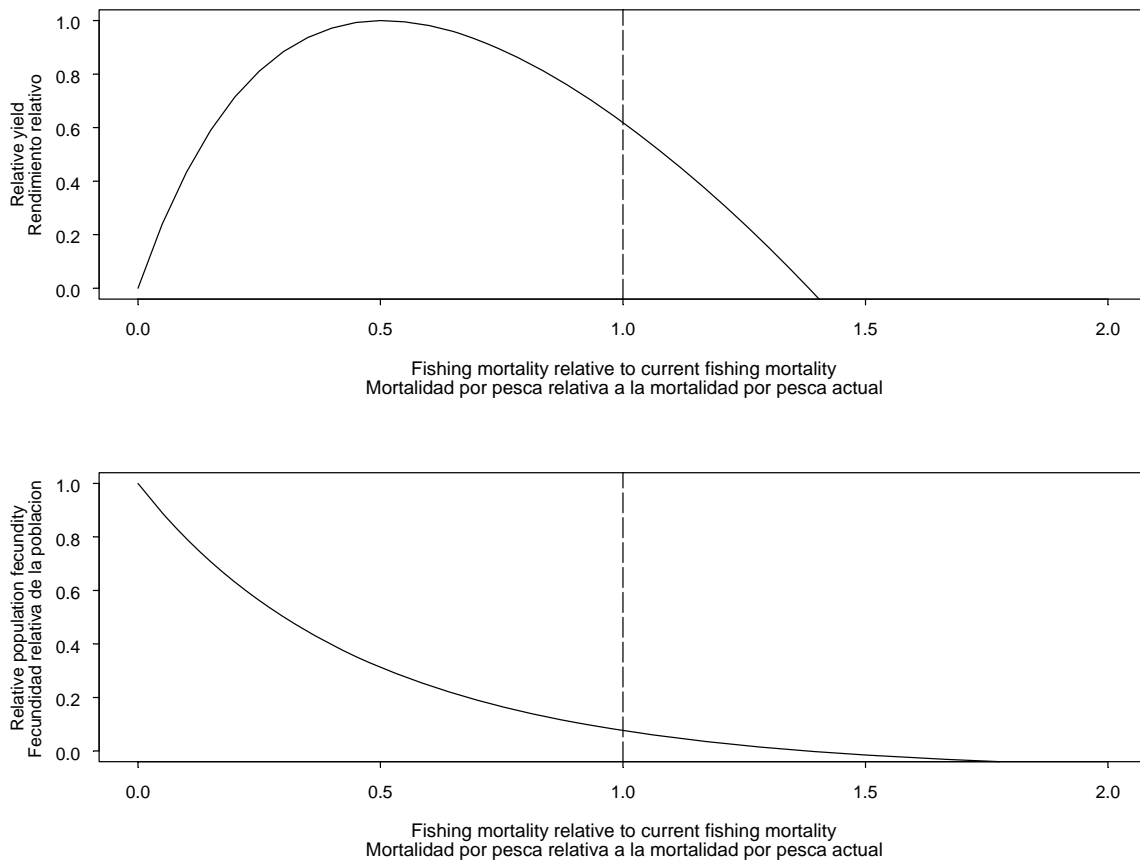 Relative yield
Rendimiento relativo
1.0
0.8
0.6
0.4
0.2
0.0
0.0 0.5 1.0 1.5 2.0
Fishing mortality relative to current fishing mortality
Mortalidad por pesca relativa a la mortalidad por pesca actual
Relative population fecundity
Fecundidad relativa de la poblacion
1.0
0.8
0.6
0.4
0.2
0.0
0.0 0.5 1.0 1.5 2.0
Fishing mortality relative to current fishing mortality
Mortalidad por pesca relativa a la mortalidad por pesca actual